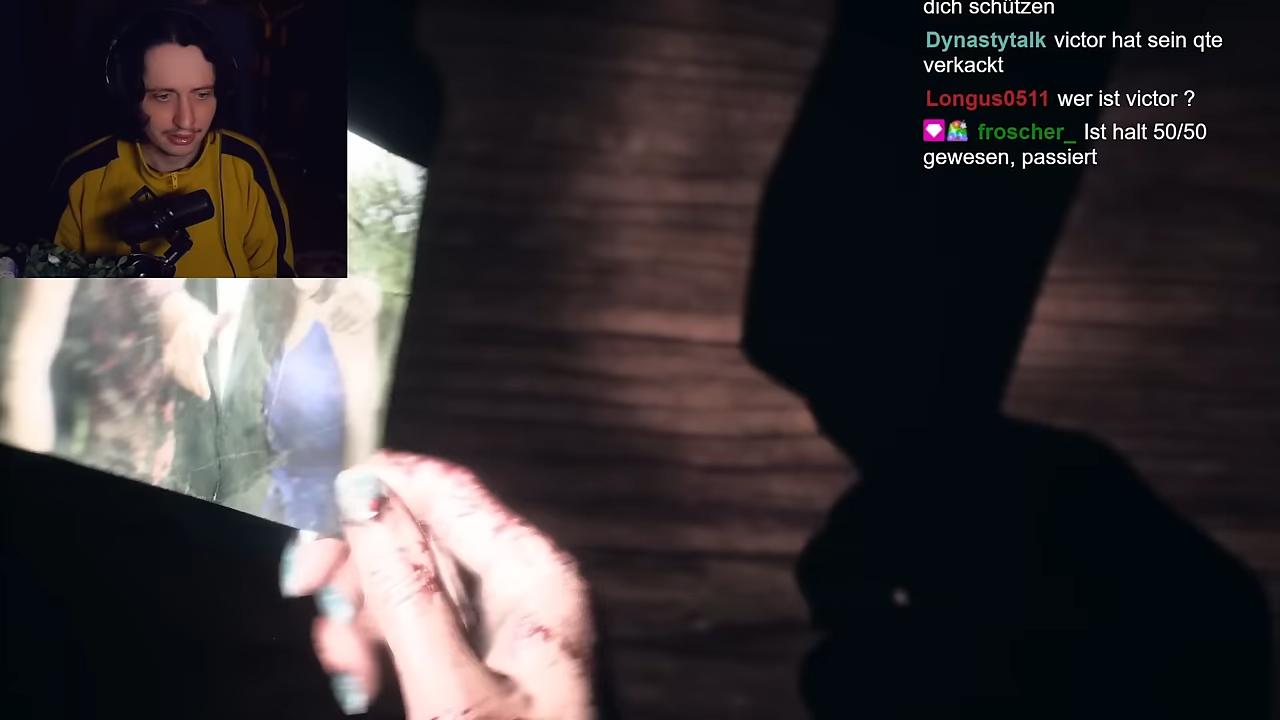 dich schützen
Dynastytalk victor hat sein qte
verkackt
Longus0511 wer ist victor ?
froscher_ Ist halt 50/50
gewesen, passiert